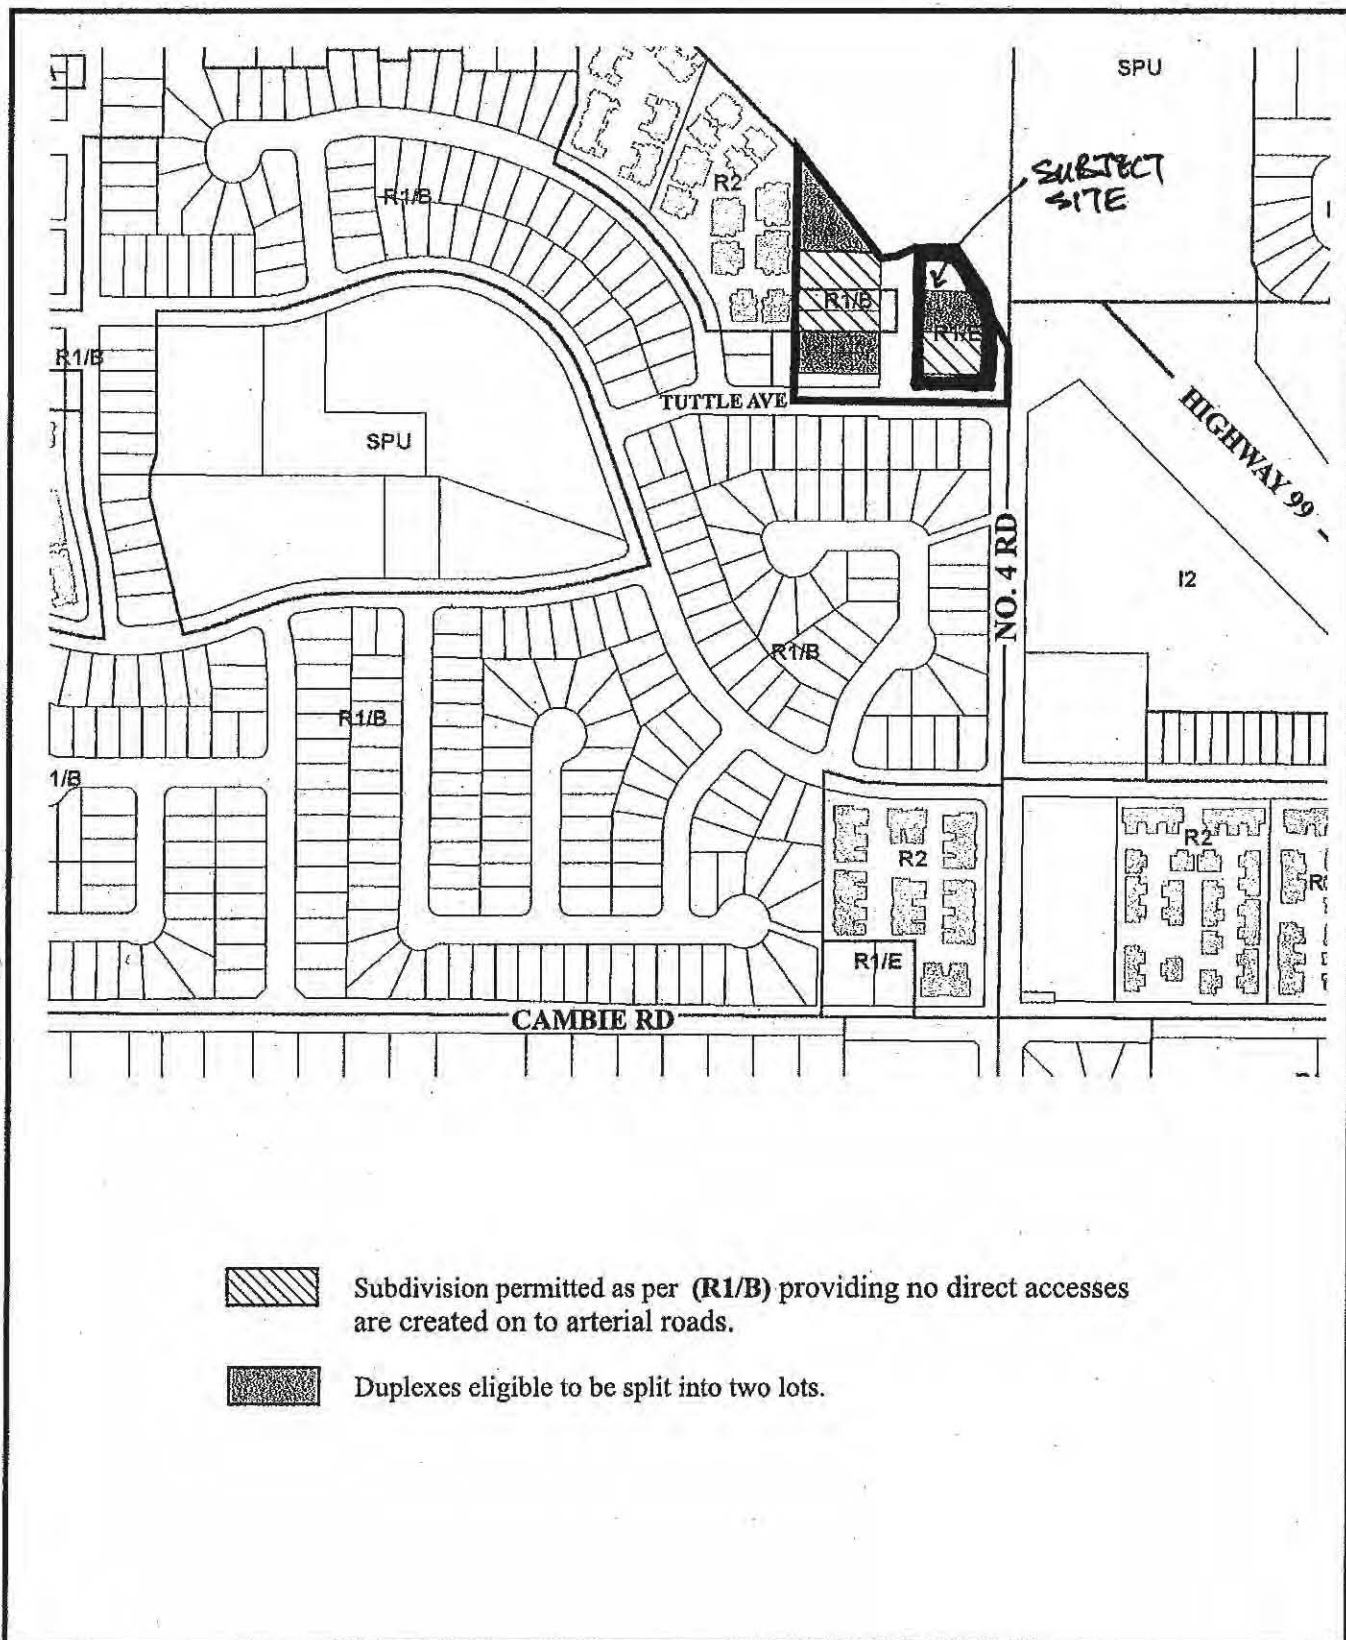 SPU
SUBJECT
SITE
R1/B
R2
R1/B
R1/E
R1/B
TUTTLE AVE
SPU
HIGHWAY 99
NO. 4 RD
I2
R1/B
R1/B
1/B
R2
R2
R1/E
CAMBIE RD
Subdivision permitted as per (R1/B) providing no direct accesses
are created on to arterial roads.
Duplexes eligible to be split into two lots.